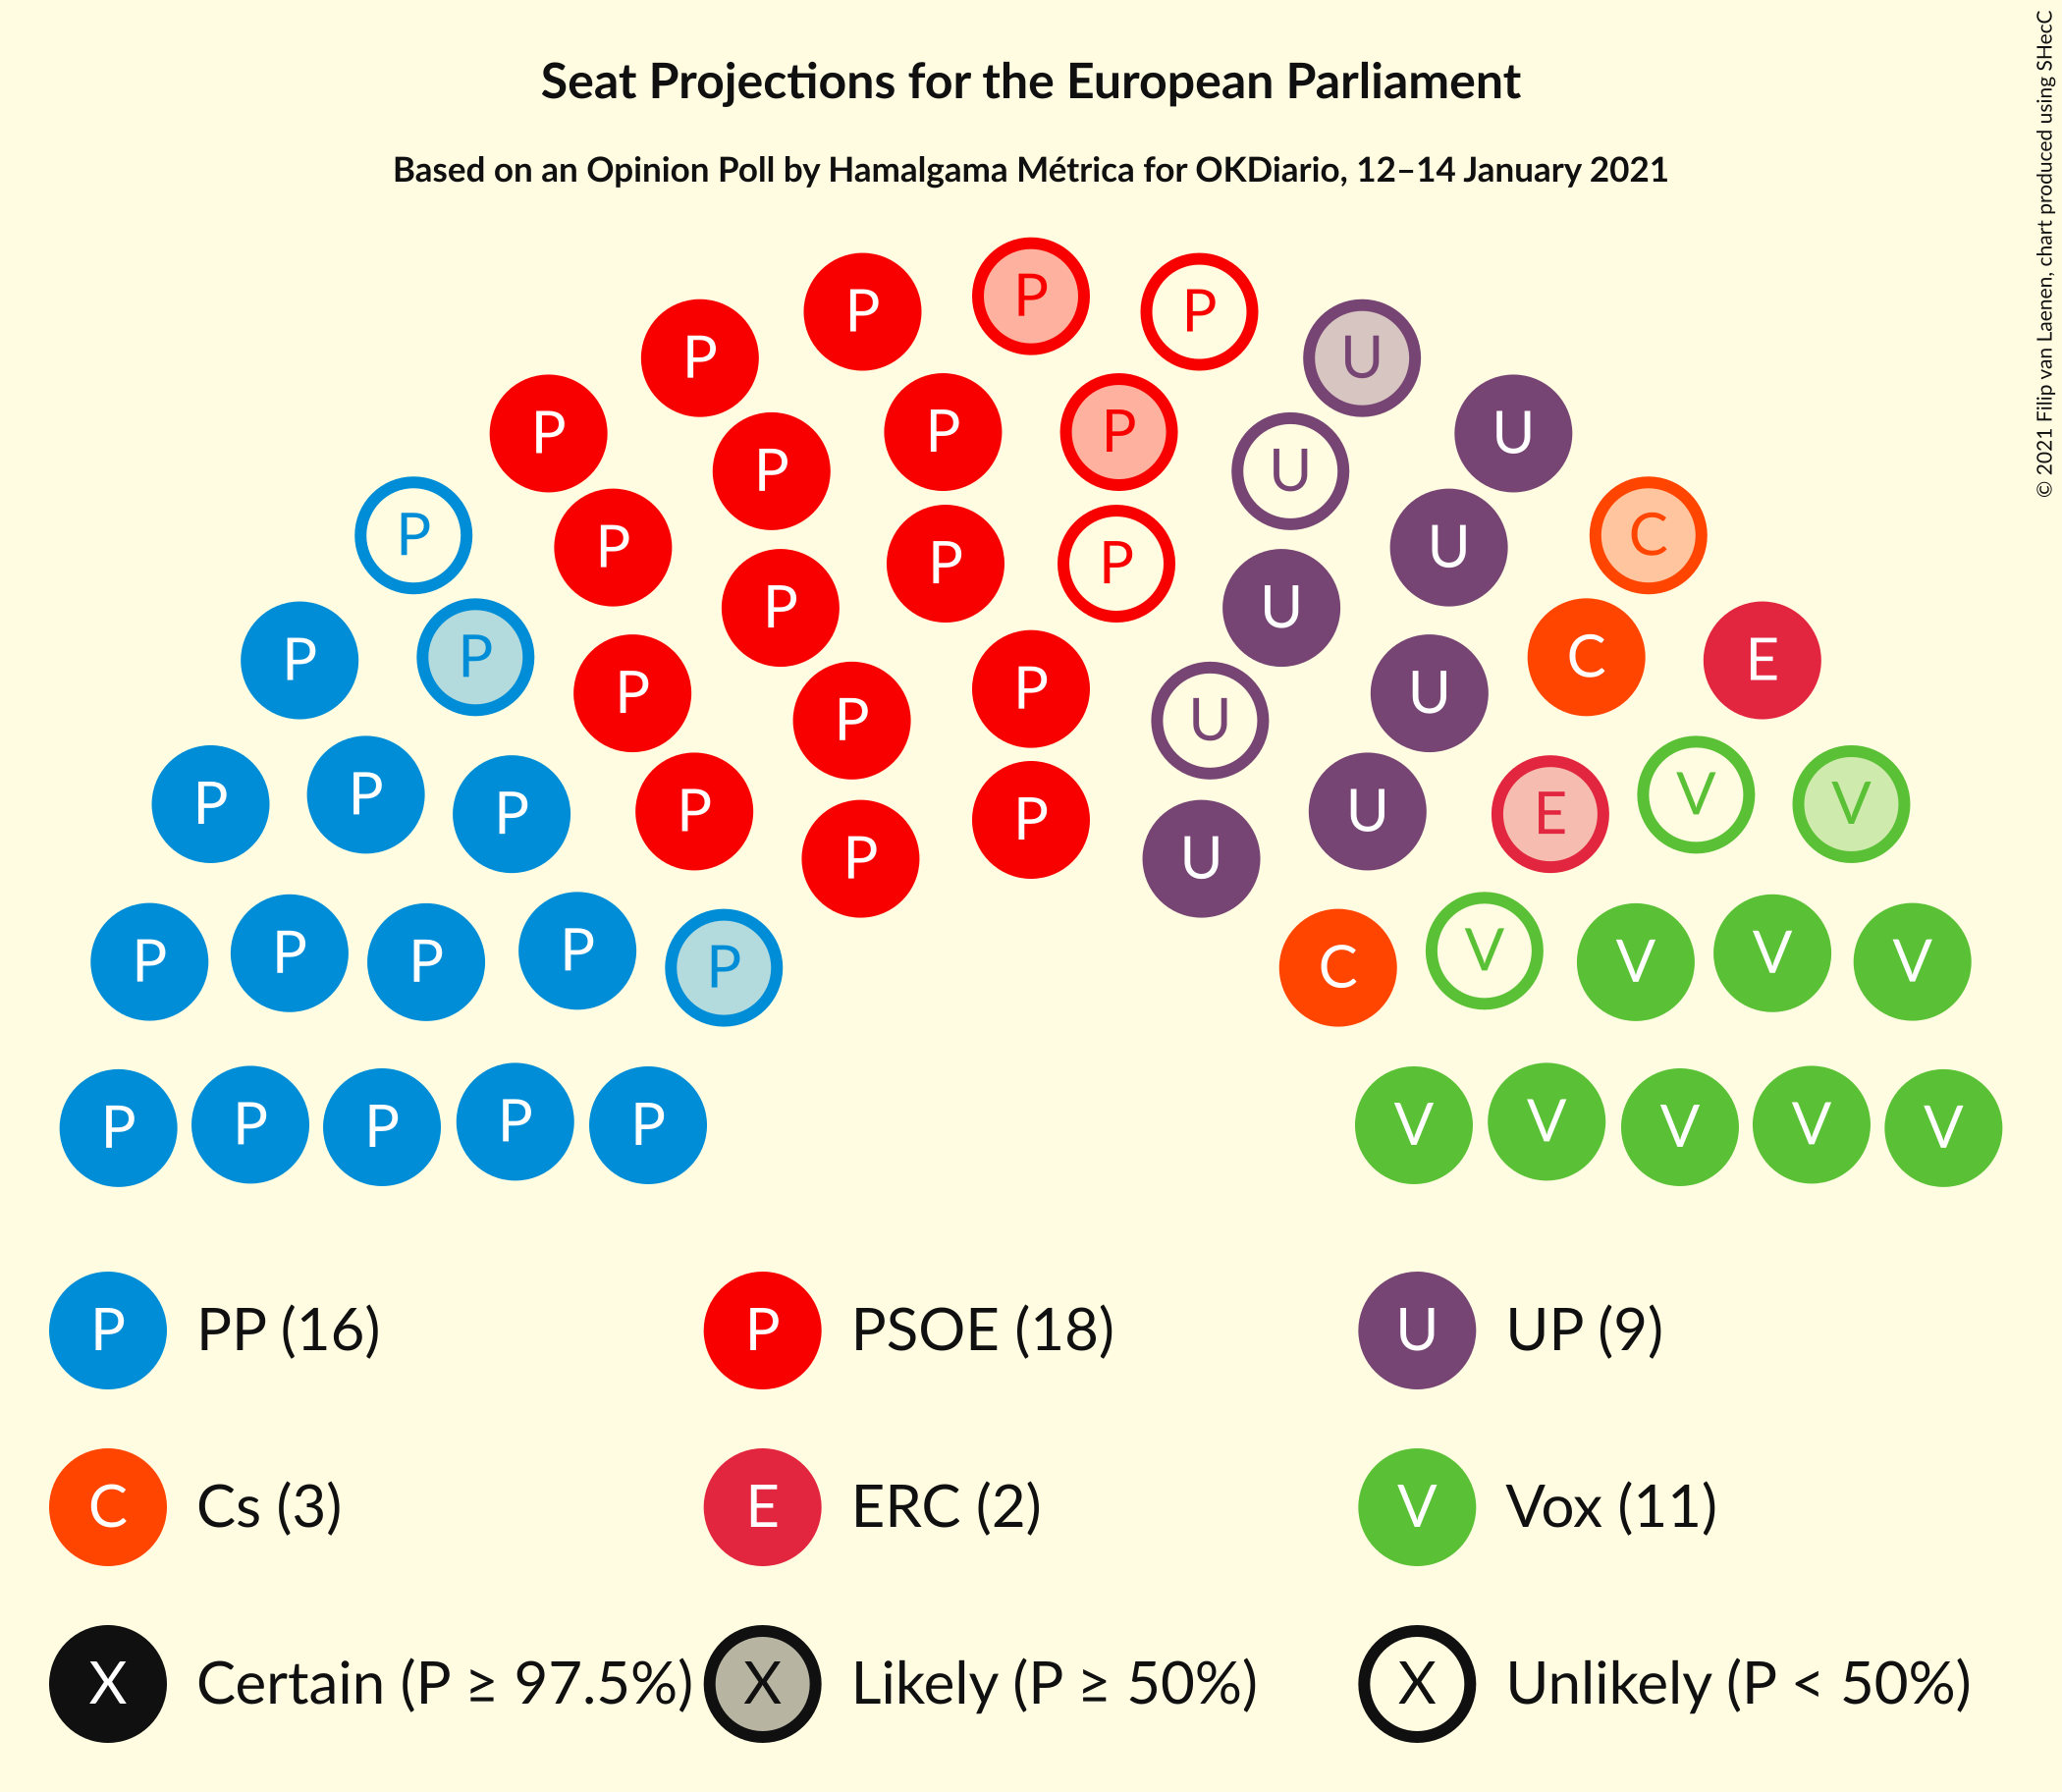 Seat Projections for the European Parliament
Based on an Opinion Poll by Hamalgama Métrica for OKDiario, 12–14 January 2021
© 2021 Filip van Laenen, chart produced using SHecC
P
P P
P U
P P P
P U
P U U
P P P U
P P U U C
P P P U
P C E
P P U
P P P P P U E V V
P P U
P P P P P C V V V V
P P P P P V V V V V
P PP (16) P PSOE (18) U UP (9)
C Cs (3) E ERC (2) V Vox (11)
X Certain (P ≥ 97.5%) X Likely (P ≥ 50%) X Unlikely (P < 50%)